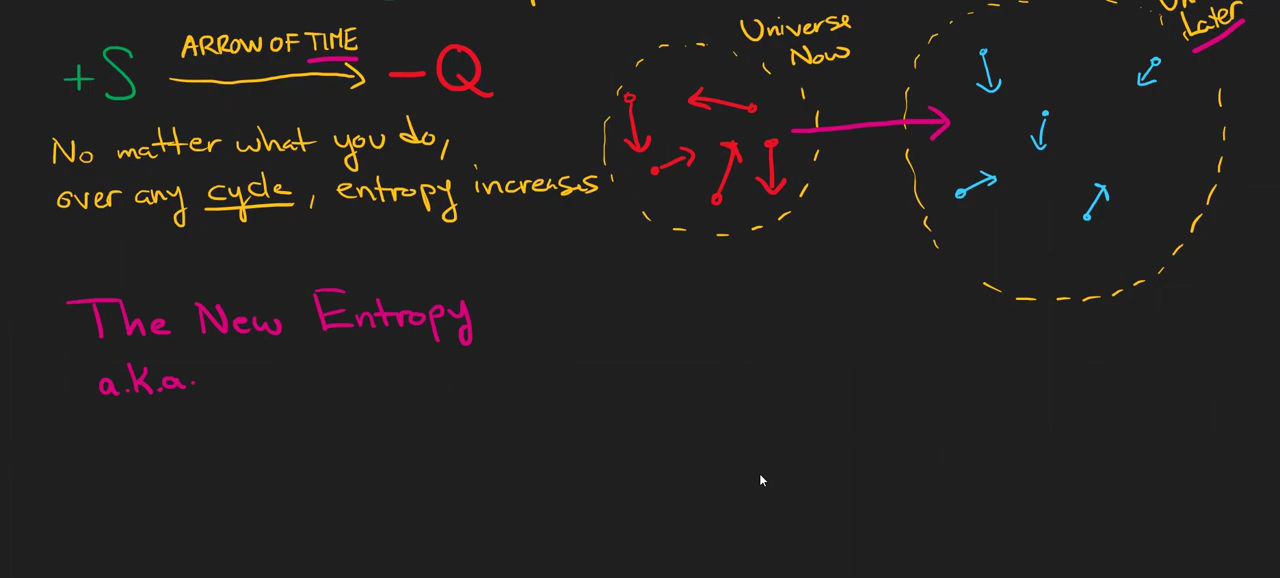 ARROW OF TIME
+S → -Q
No matter what you do,
over any cycle, entropy increases
Universe
Now
Later
The New Entropy
a.k.a.